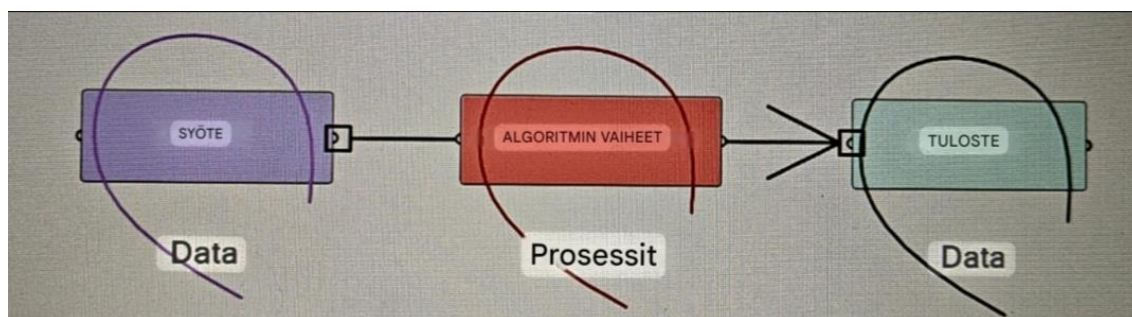 SYÖTE
ALGORITMIN VAIHEET
TULOSTE
Data
Prosessit
Data